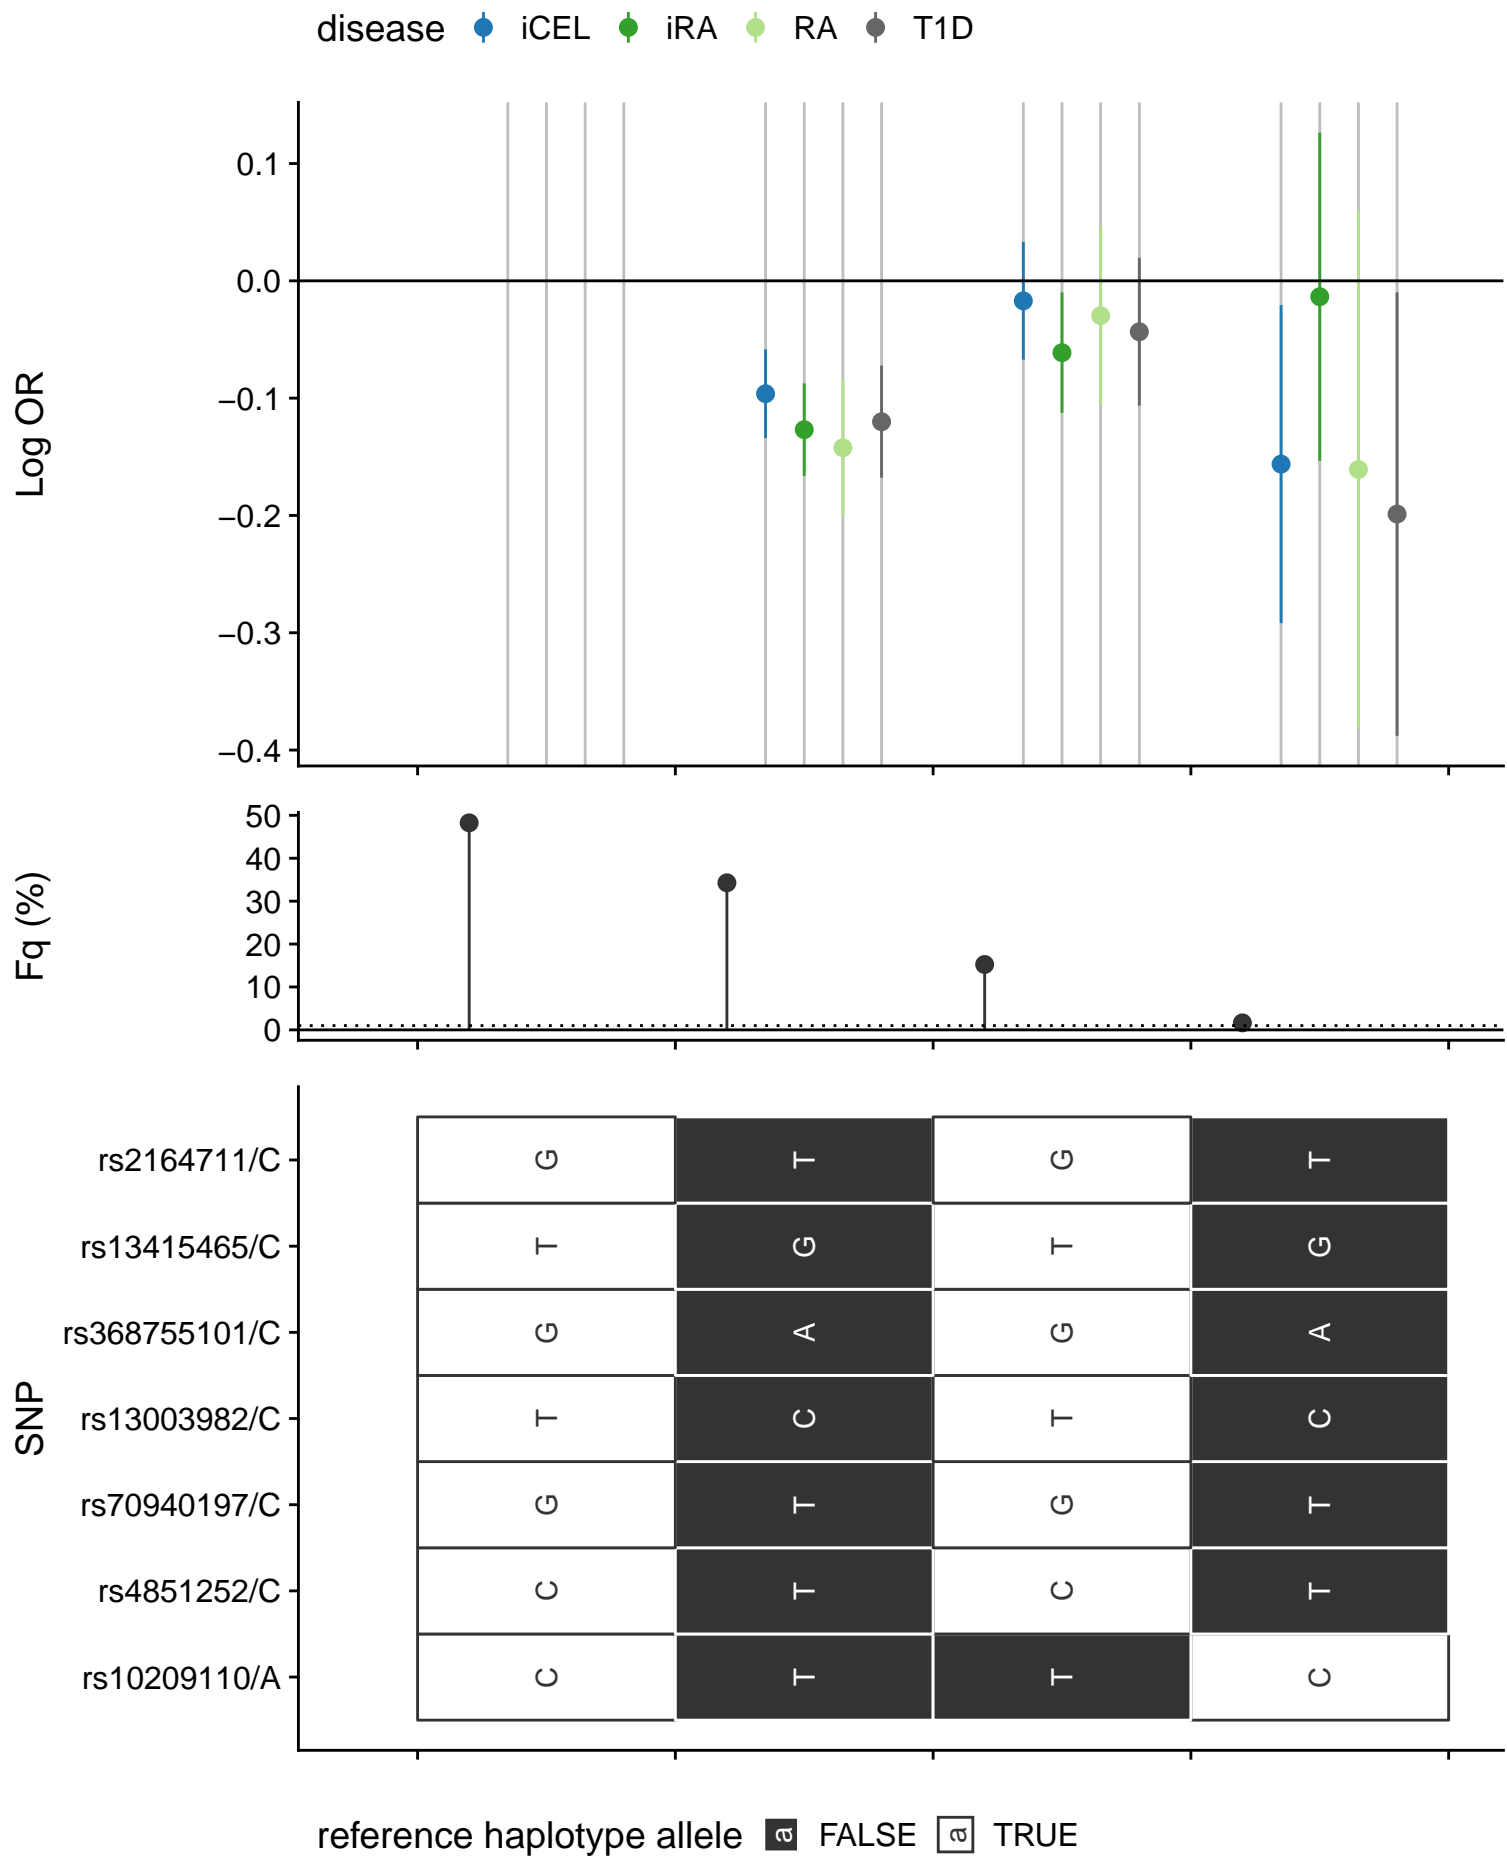 disease iCEL iRA RA T1D
Log OR
0.1
0.0
−0.1
−0.2
−0.3
−0.4
Fq (%)
50
40
30
20
10
0
SNP
rs2164711/C G T G T
rs13415465/C T G T G
rs368755101/C G A G A
rs13003982/C T C T C
rs70940197/C G T G T
rs4851252/C C T C T
rs10209110/A C T T C
reference haplotype allele a FALSE a TRUE